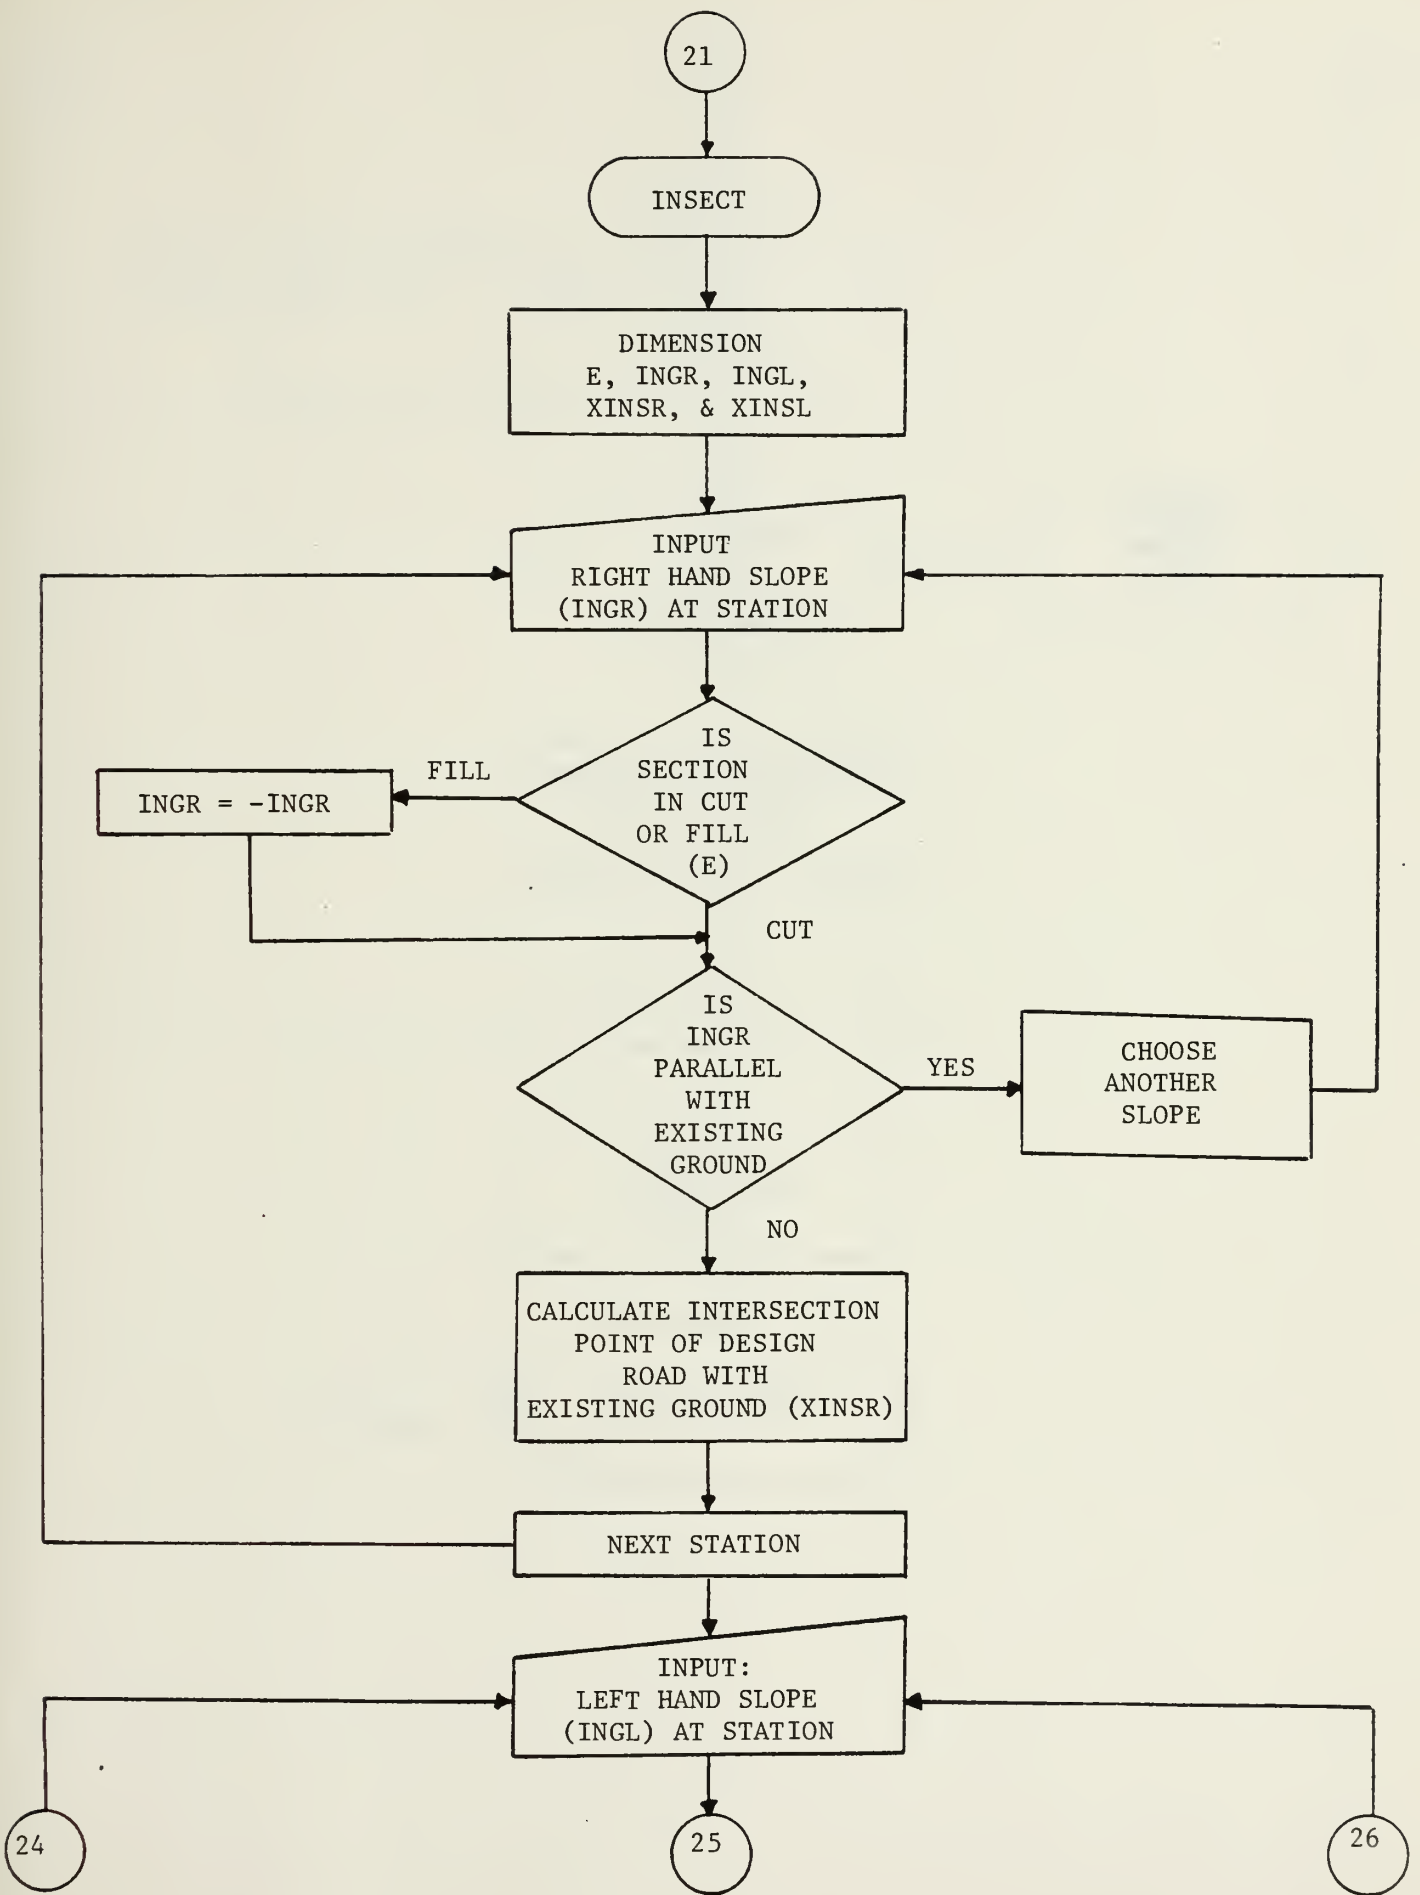 21
INSECT
DIMENSION
E, INGR, INGL,
XINSR, & XINSL
INPUT
RIGHT HAND SLOPE
(INGR) AT STATION
IS
SECTION
IN CUT
OR FILL
(E)
FILL
INGR = -INGR
CUT
IS
INGR
PARALLEL
WITH
EXISTING
GROUND
YES
CHOOSE
ANOTHER
SLOPE
NO
CALCULATE INTERSECTION
POINT OF DESIGN
ROAD WITH
EXISTING GROUND (XINSR)
NEXT STATION
INPUT:
LEFT HAND SLOPE
(INGL) AT STATION
24
25
26